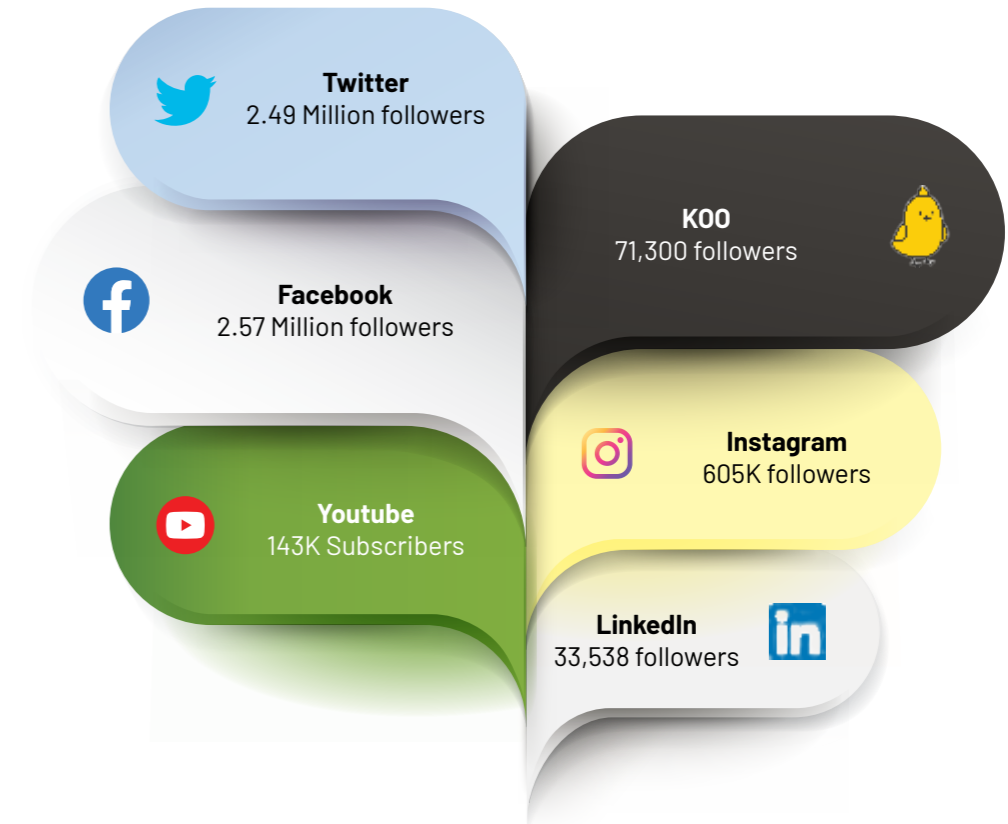 Twitter
2.49 Million followers
KOO
71,300 followers
Facebook
2.57 Million followers
Instagram
605K followers
Youtube
143K Subscribers
LinkedIn
33,538 followers
in